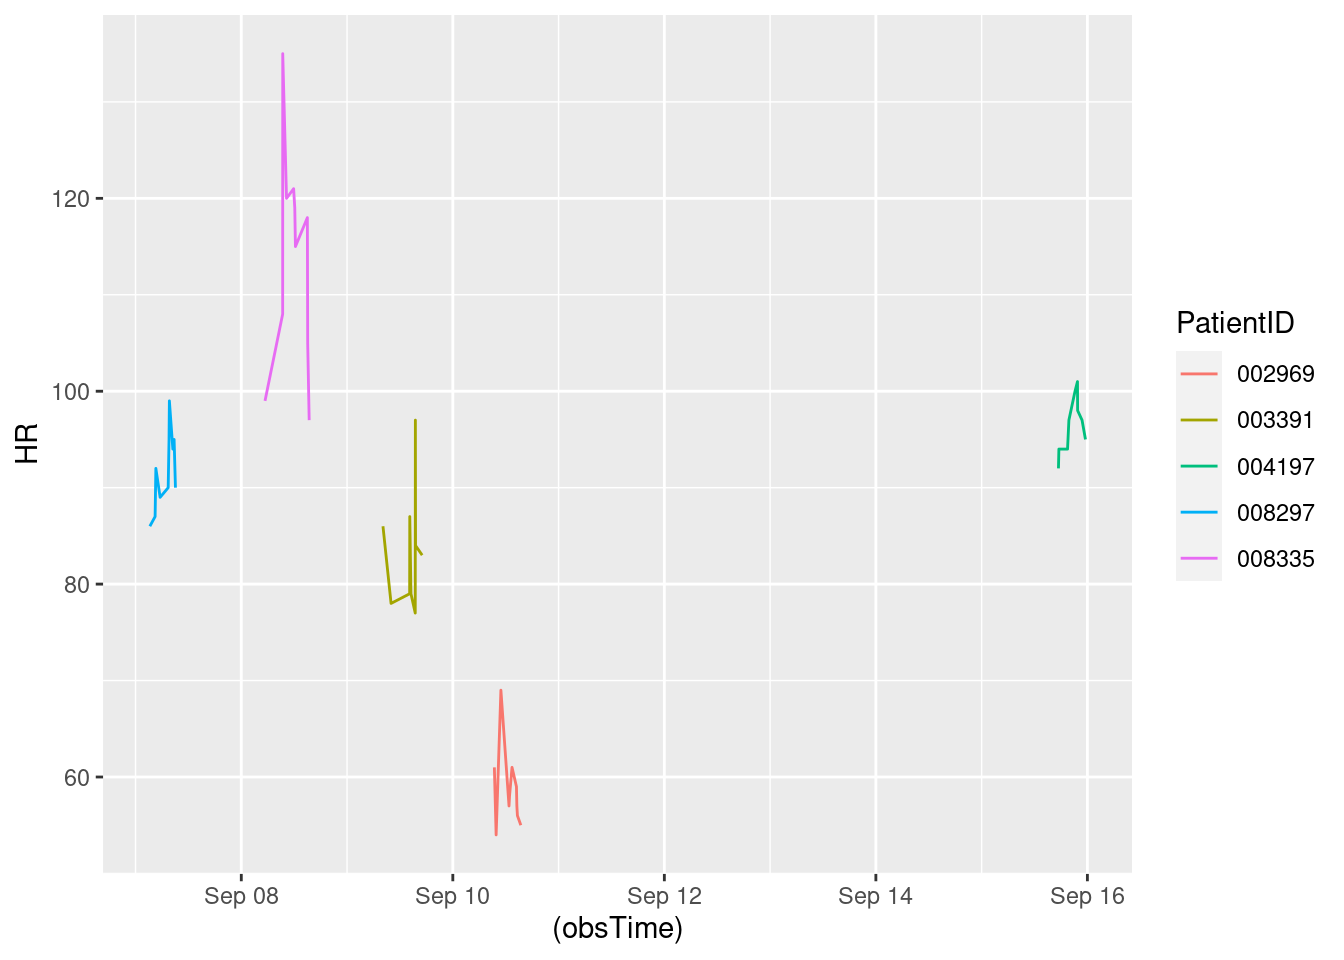 HR
120
100
80
60
Sep 08
Sep 10
Sep 12
Sep 14
Sep 16
(obsTime)
PatientID
002969
003391
004197
008297
008335